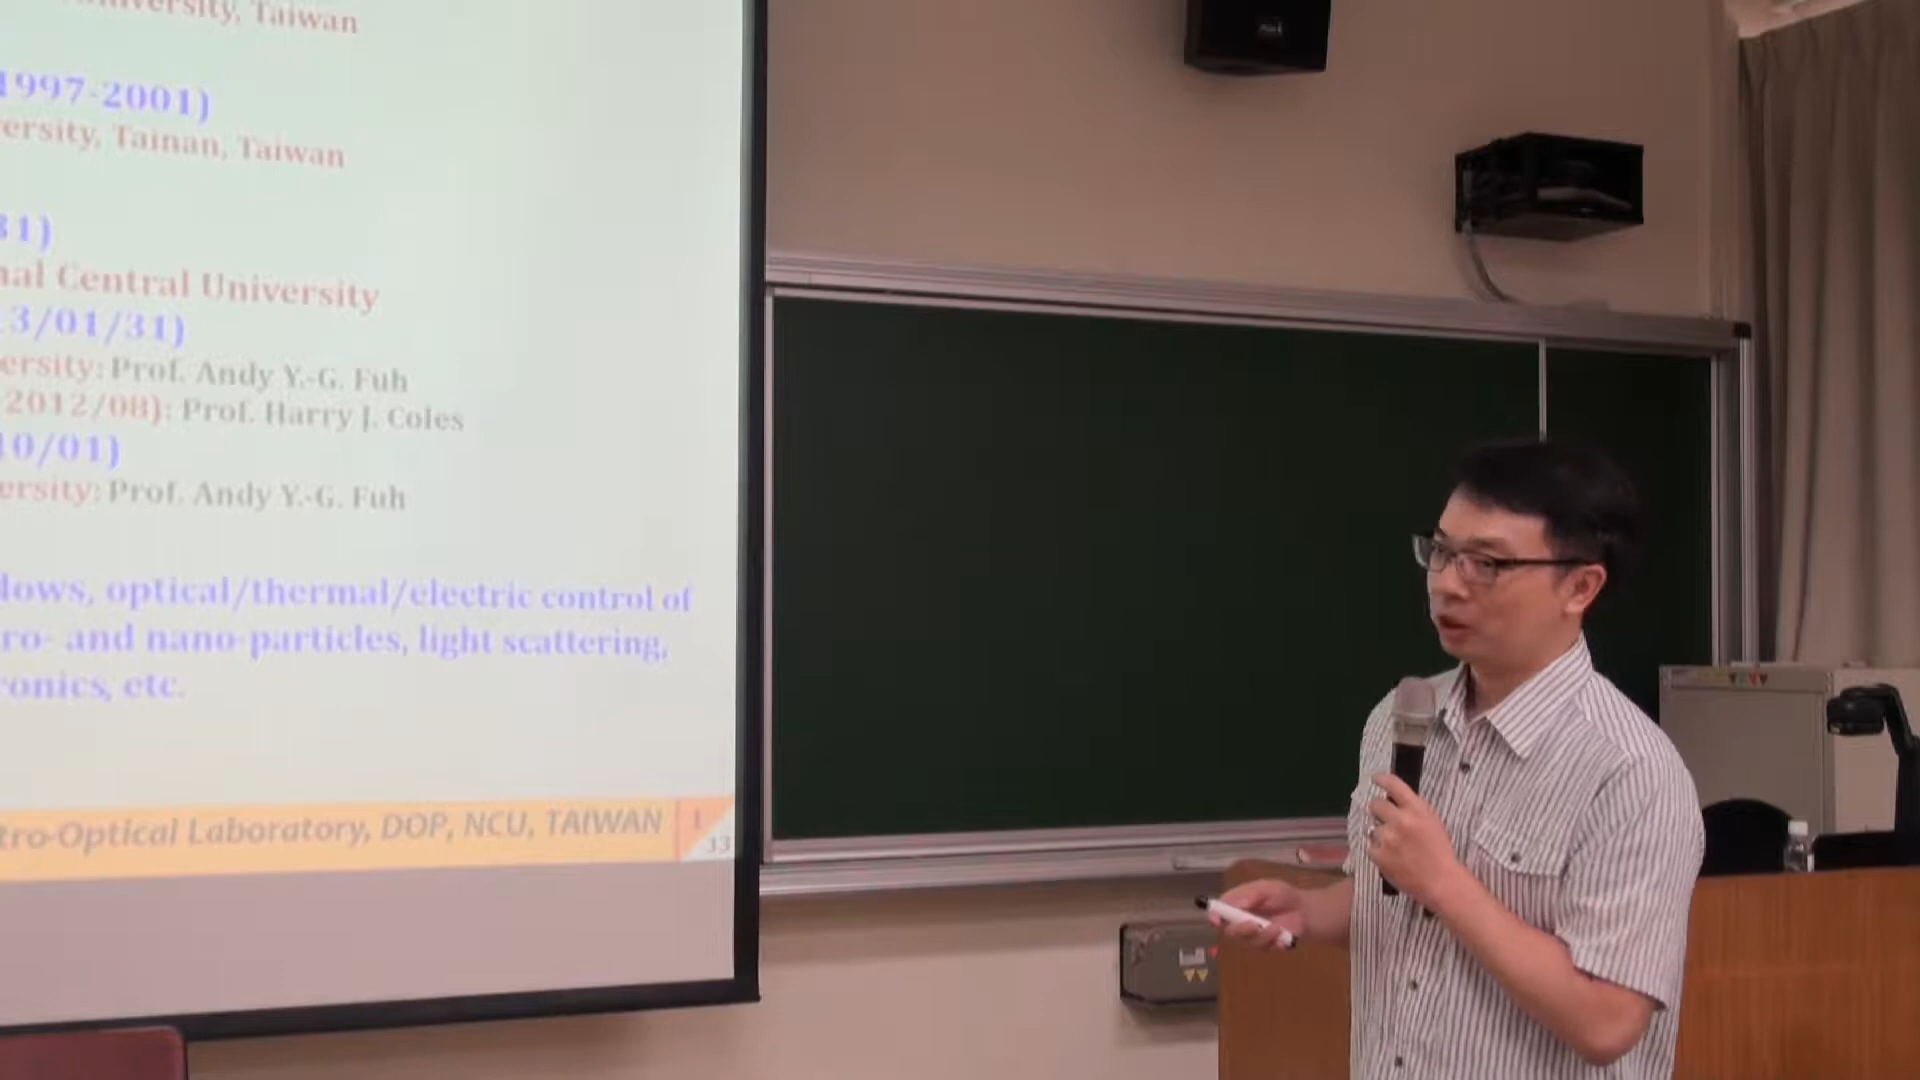 University, Taiwan
1997-2001)
ersity, Tainan, Taiwan
31)
nal Central University
13/01/31)
ersity: Prof. Andy Y.-G. Fuh
-2012/08): Prof. Harry J. Coles
10/01)
ersity: Prof. Andy Y.-G. Fuh
dows, optical/thermal/electric control of
ro- and nano-particles, light scattering,
ronics, etc.
tro-Optical Laboratory, DOP, NCU, TAIWAN
13